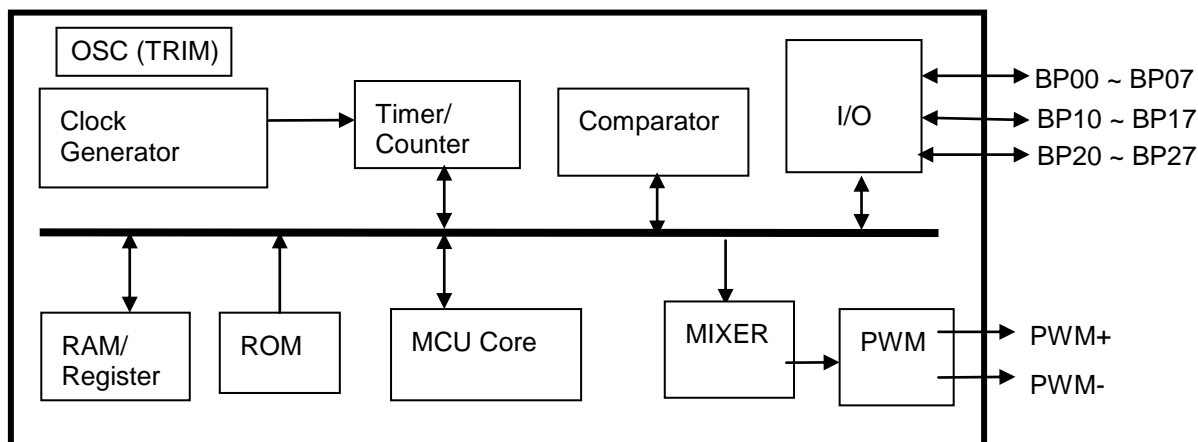 OSC (TRIM)
Clock
Generator
Timer/
Counter
Comparator
I/O
BP00 ~ BP07
BP10 ~ BP17
BP20 ~ BP27
RAM/
Register
ROM
MCU Core
MIXER
PWM
PWM+
PWM-